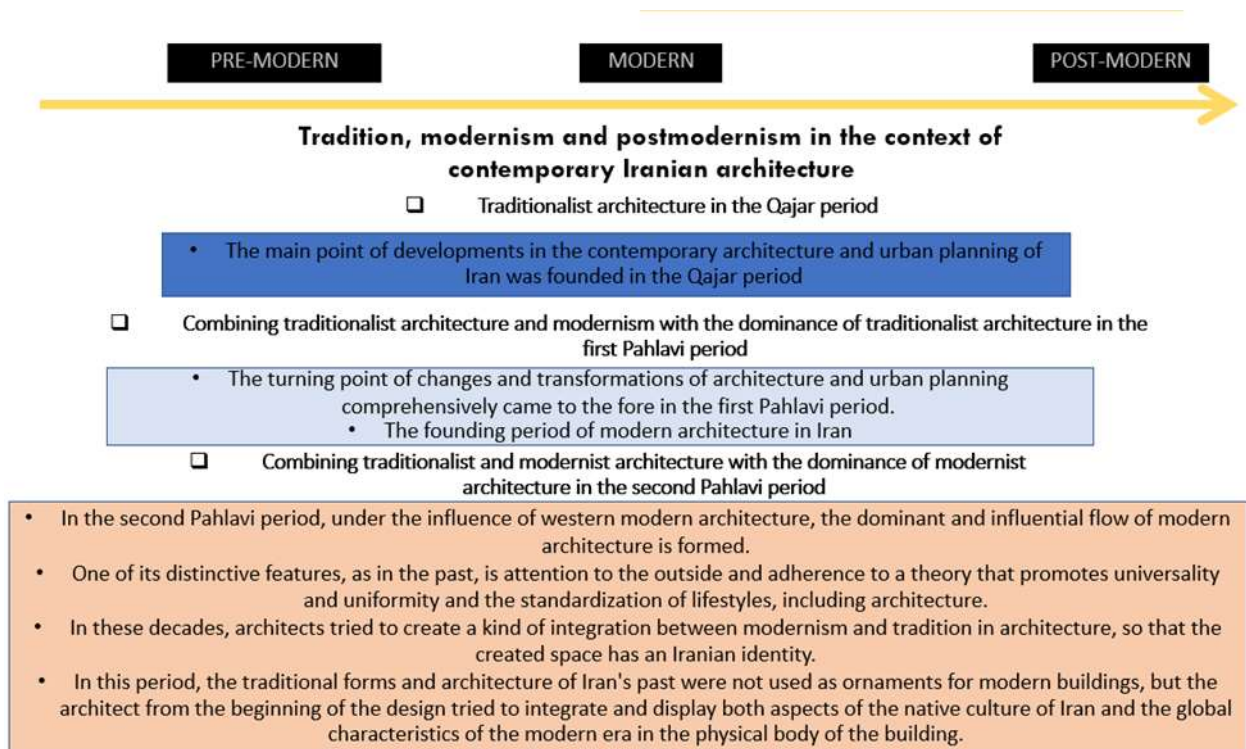 PRE-MODERN
MODERN
POST-MODERN
Tradition, modernism and postmodernism in the context of
contemporary Iranian architecture
❑ Traditionalist architecture in the Qajar period
• The main point of developments in the contemporary architecture and urban planning of
Iran was founded in the Qajar period
❑ Combining traditionalist architecture and modernism with the dominance of traditionalist architecture in the
first Pahlavi period
• The turning point of changes and transformations of architecture and urban planning
comprehensively came to the fore in the first Pahlavi period.
• The founding period of modern architecture in Iran
❑ Combining traditionalist and modernist architecture with the dominance of modernist
architecture in the second Pahlavi period
• In the second Pahlavi period, under the influence of western modern architecture, the dominant and influential flow of modern
architecture is formed.
• One of its distinctive features, as in the past, is attention to the outside and adherence to a theory that promotes universality
and uniformity and the standardization of lifestyles, including architecture.
• In these decades, architects tried to create a kind of integration between modernism and tradition in architecture, so that the
created space has an Iranian identity.
• In this period, the traditional forms and architecture of Iran's past were not used as ornaments for modern buildings, but the
architect from the beginning of the design tried to integrate and display both aspects of the native culture of Iran and the global
characteristics of the modern era in the physical body of the building.